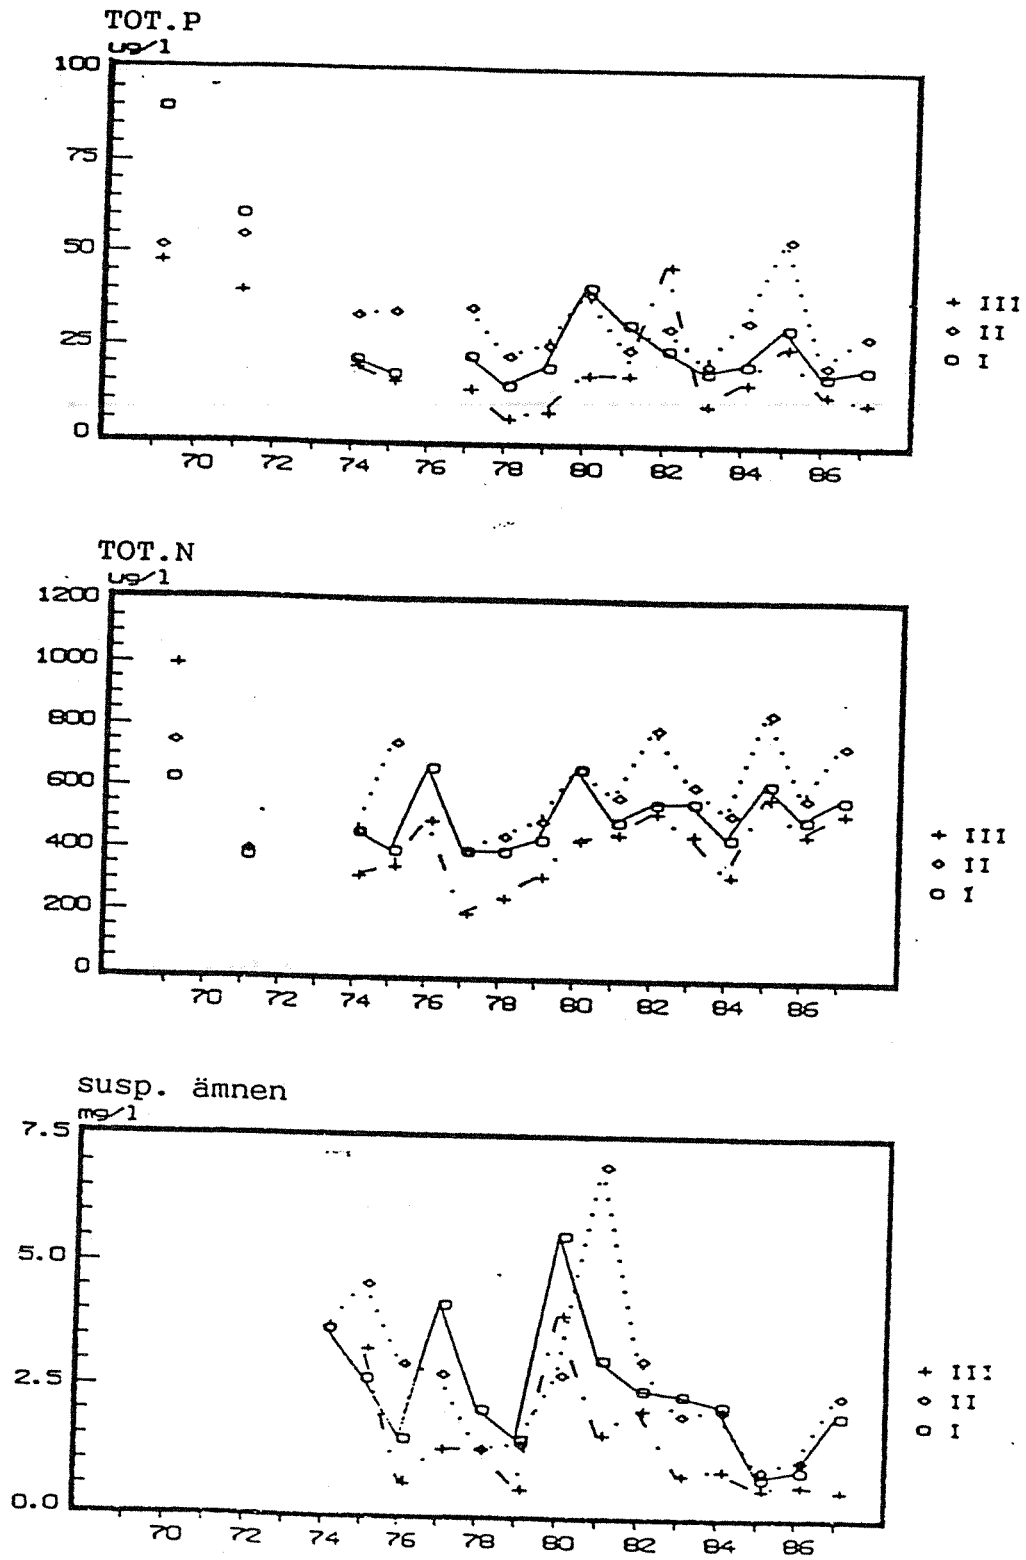 TOT.P
ug/l
100
75
50
25
0
70 72 74 76 78 80 82 84 86
+ III
◇ II
o I
TOT.N
ug/l
1200
1000
800
600
400
200
0
70 72 74 76 78 80 82 84 86
+ III
◇ II
o I
susp. ämnen
mg/l
7.5
5.0
2.5
0.0
70 72 74 76 78 80 82 84 86
+ III
◇ II
o I